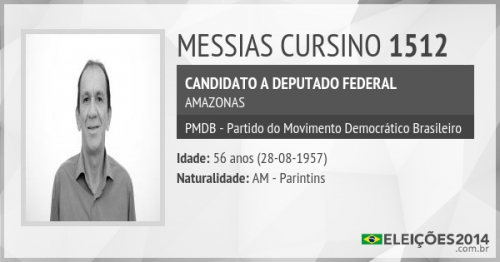 MESSIAS CURSINO 1512
CANDIDATO A DEPUTADO FEDERAL
AMAZONAS
PMDB - Partido do Movimento Democrático Brasileiro
Idade: 56 anos (28-08-1957)
Naturalidade: AM - Parintins
ELEIÇÕES2014
.com.br